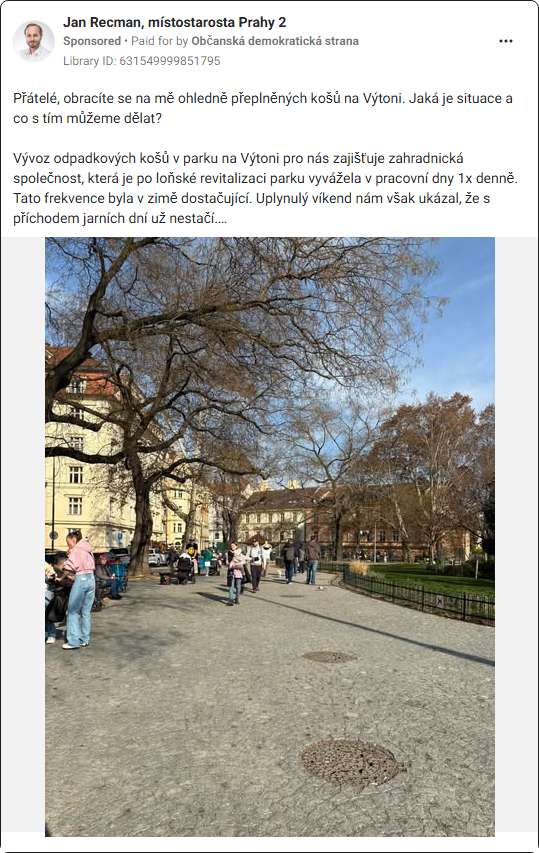 Jan Recman, místostarosta Prahy 2
Sponsored • Paid for by Občanská demokratická strana
Library ID: 631549999851795
Přátelé, obracíte se na mě ohledně přeplněných košů na Výtoni. Jaká je situace a
co s tím můžeme dělat?
Vývoz odpadkových košů v parku na Výtoni pro nás zajišťuje zahradnická
společnost, která je po loňské revitalizaci parku vyvážela v pracovní dny 1x denně.
Tato frekvence byla v zimě dostačující. Uplynulý víkend nám však ukázal, že s
příchodem jarních dní už nestačí....